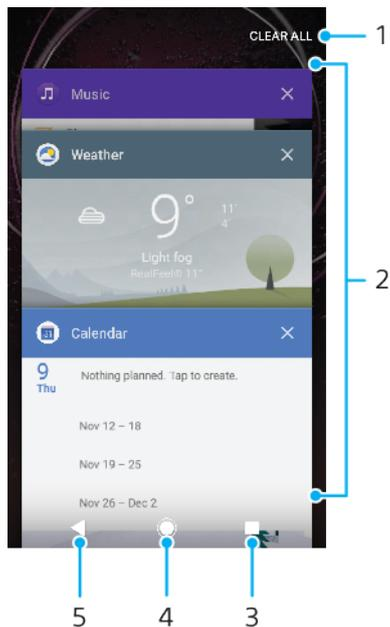 CLEAR ALL
1
Music
Weather
9°
11°
4°
Light fog
RealFeel® 11°
2
31
Calendar
9
Thu
Nothing planned. Tap to create.
Nov 12 – 18
Nov 19 – 25
Nov 26 – Dec 2
5
4
3